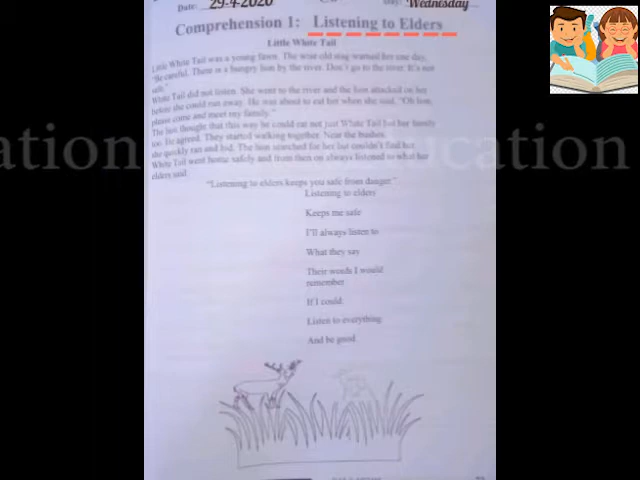 Date: 29-4-2020 Day: Wednesday
Comprehension 1: Listening to Elders
Little White Tail
Little White Tail was a young fawn. The wise old stag warned her one day,
"Be careful. There is a hungry lion by the river. Don't go to the river. It's not
safe."
White Tail did not listen. She went to the river and the lion attacked on her
before she could run away. He was about to eat her when she said, "Oh lion,
please come and meet my family."
The lion thought that this way he could eat not just White Tail but her family
too. He agreed. They started walking together. Near the bushes,
she quickly ran and hid. The lion searched for her but couldn't find her.
White Tail went home safely and from then on always listened to what her
elders said.
ation ucation
"Listening to elders keeps you safe from danger."
Listening to elders
Keeps me safe
I'll always listen to
What they say
Their words I would
remember
If I could.
Listen to everything
And be good.